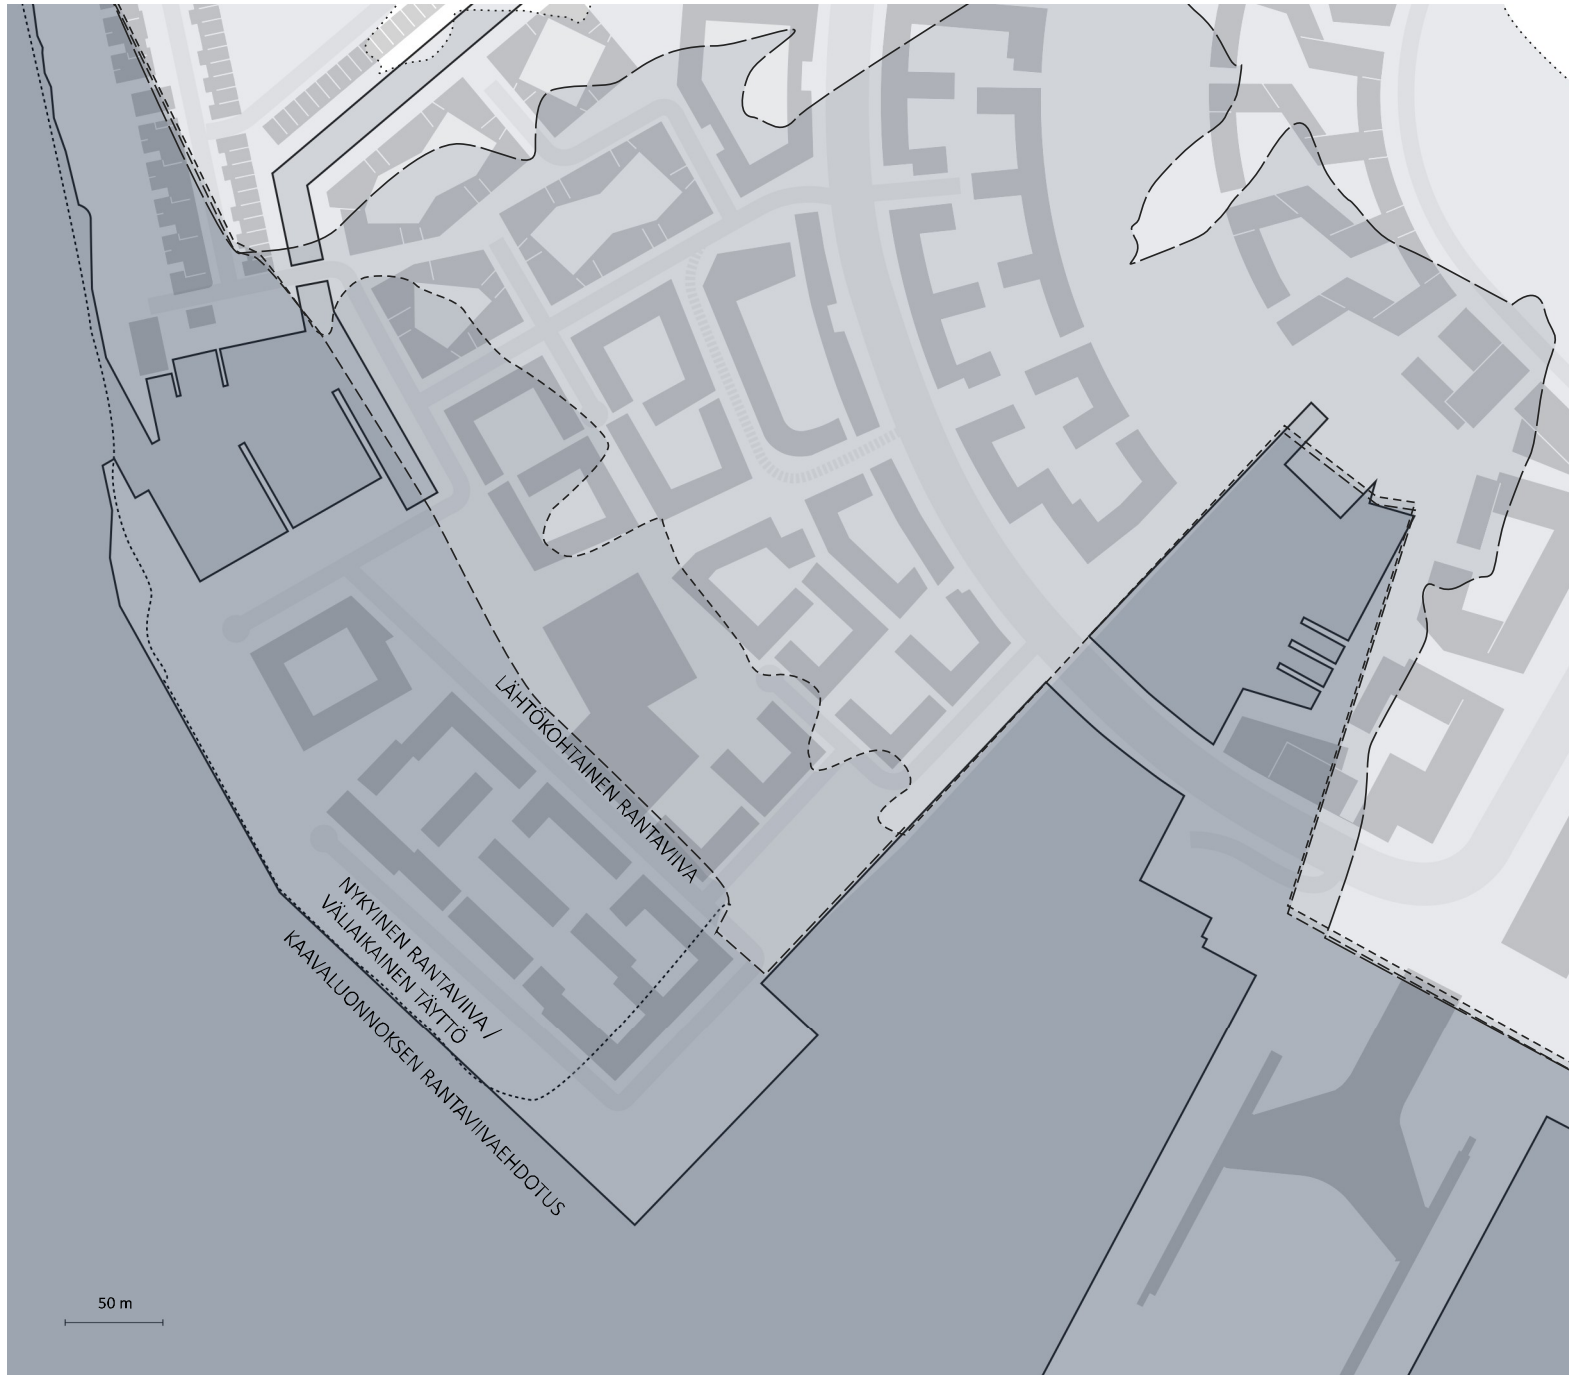 LÄHTÖKOHTAINEN RANTAVIIVA
NYKYINEN RANTAVIIVA /
VÄLIAIKAINEN TÄYTTÖ
KAAVALUONNOKSEN RANTAVIIVAEHDOTUS
50 m